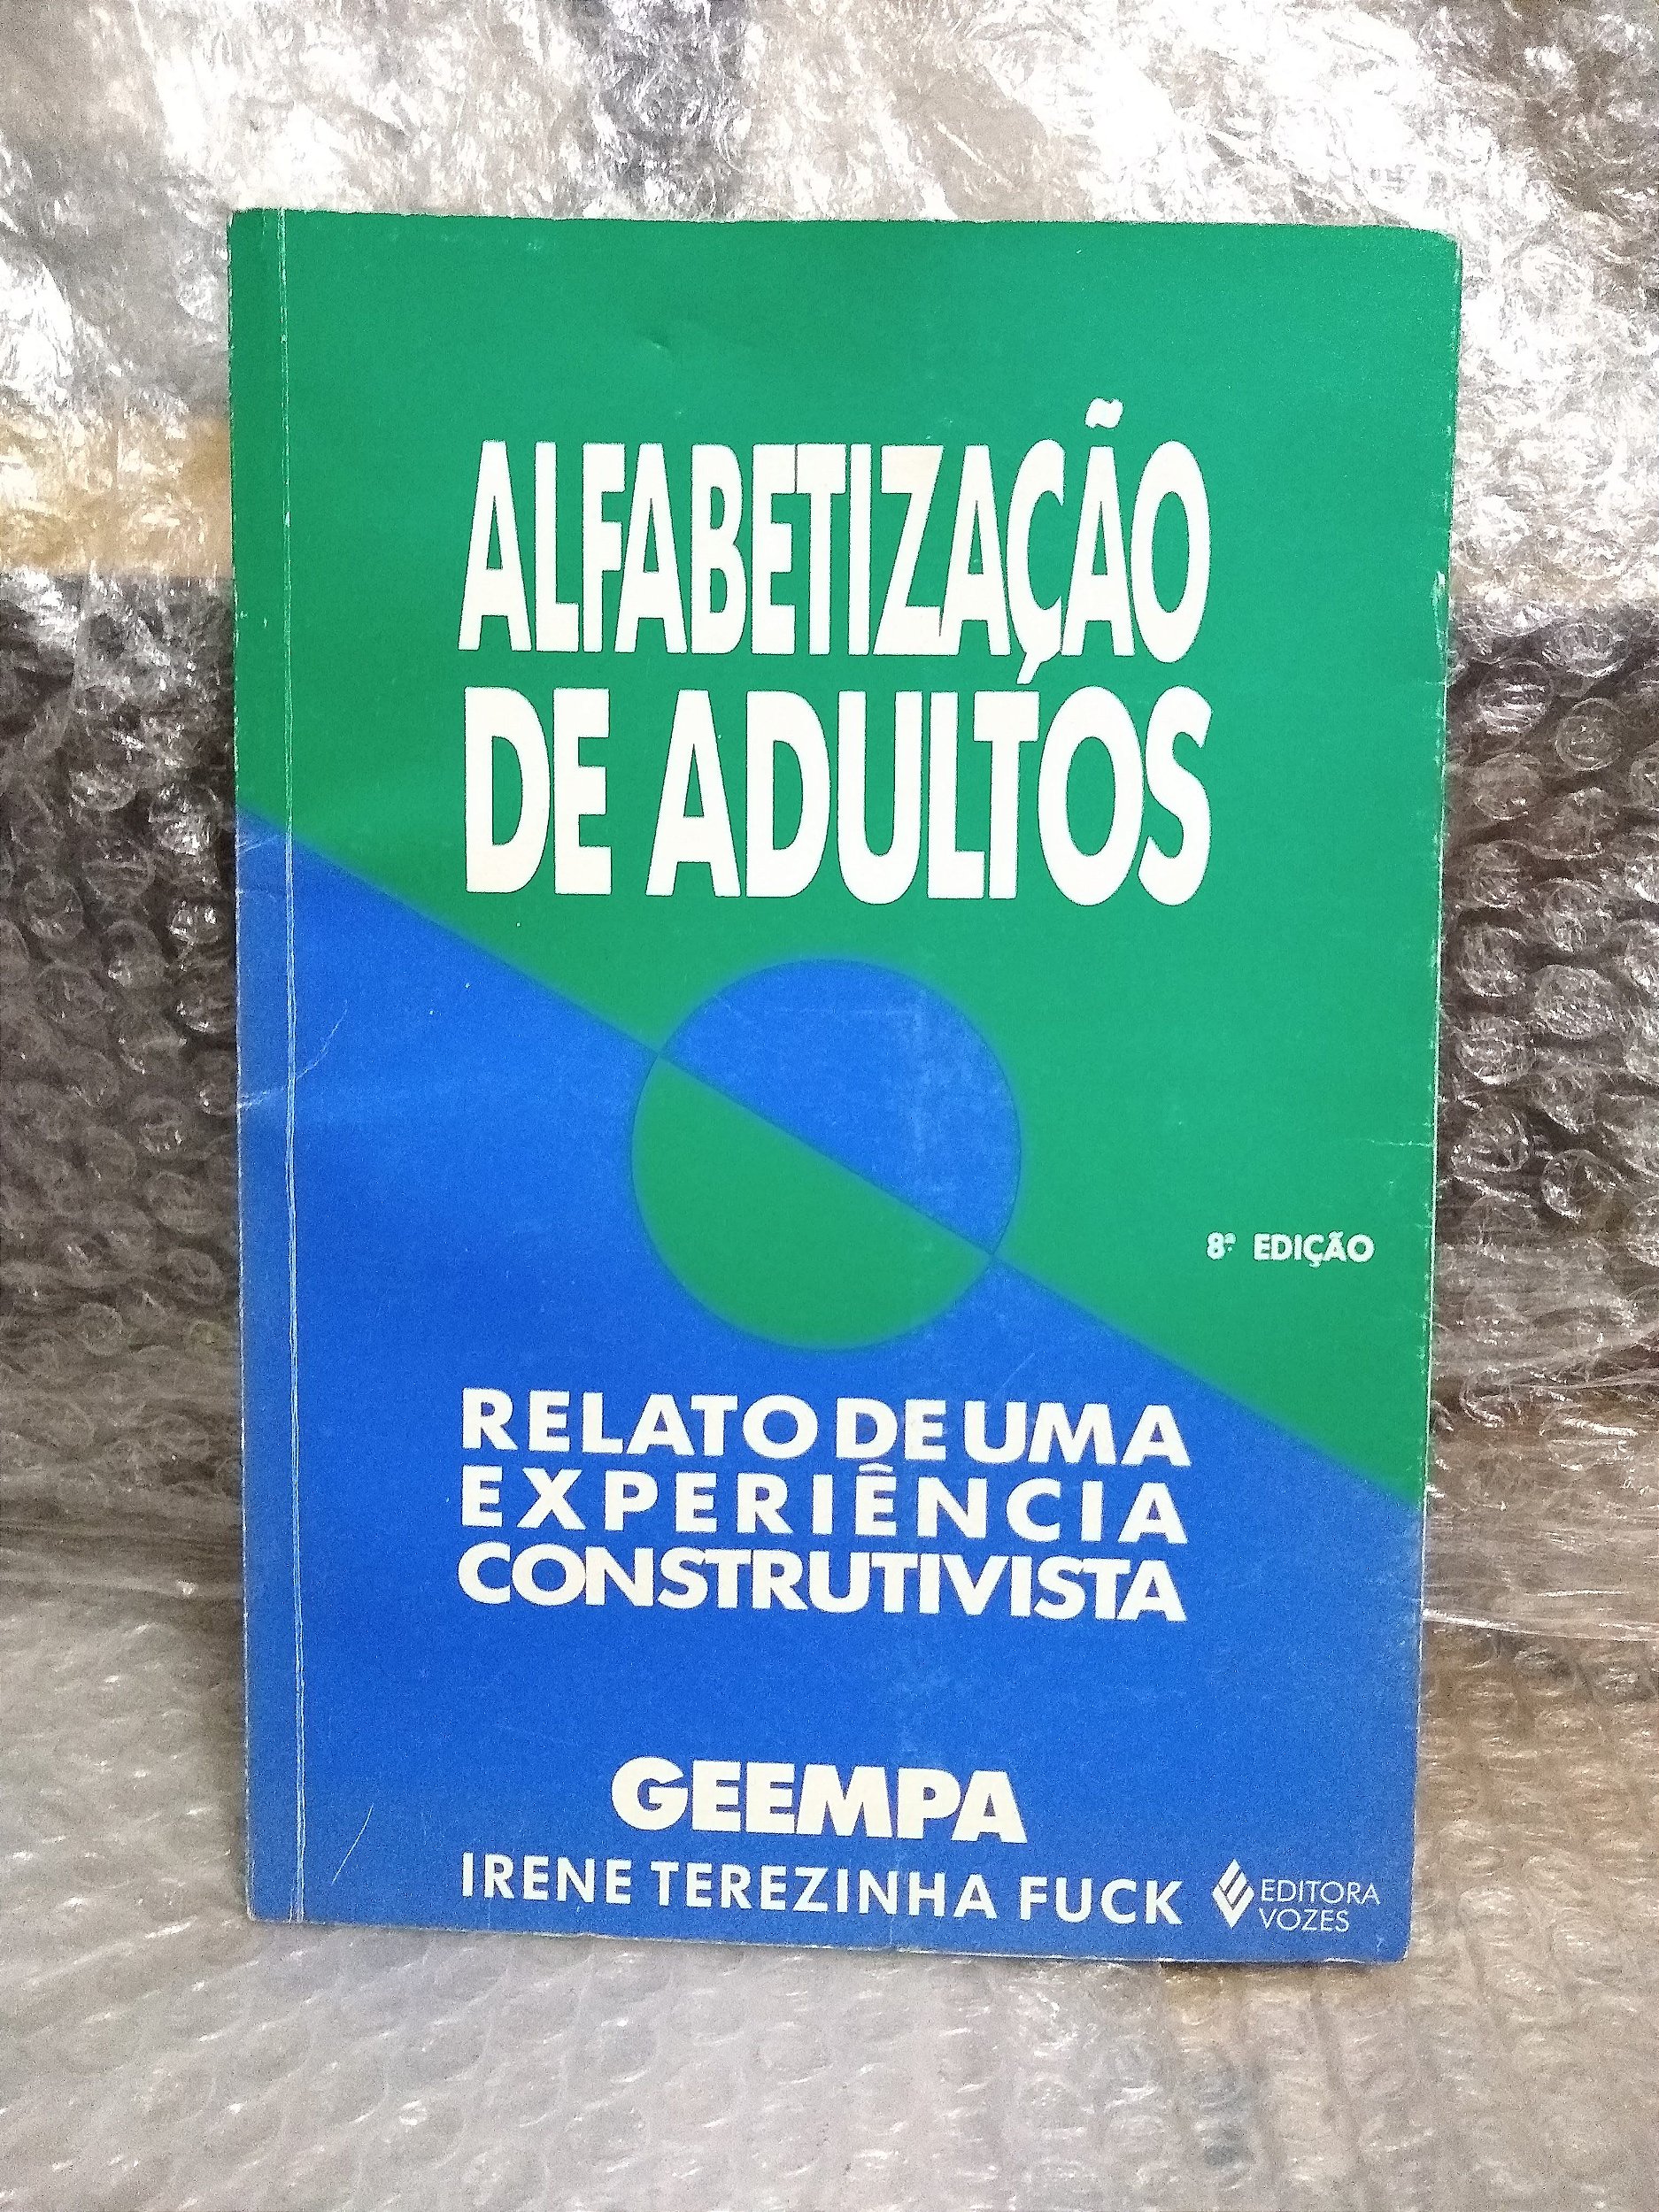 ALFABETIZAÇÃO
DE ADULTOS
8ª EDIÇÃO
RELATO DE UMA
EXPERIÊNCIA
CONSTRUTIVISTA
GEEMPA
IRENE TEREZINHA FUCK
EDITORA
VOZES